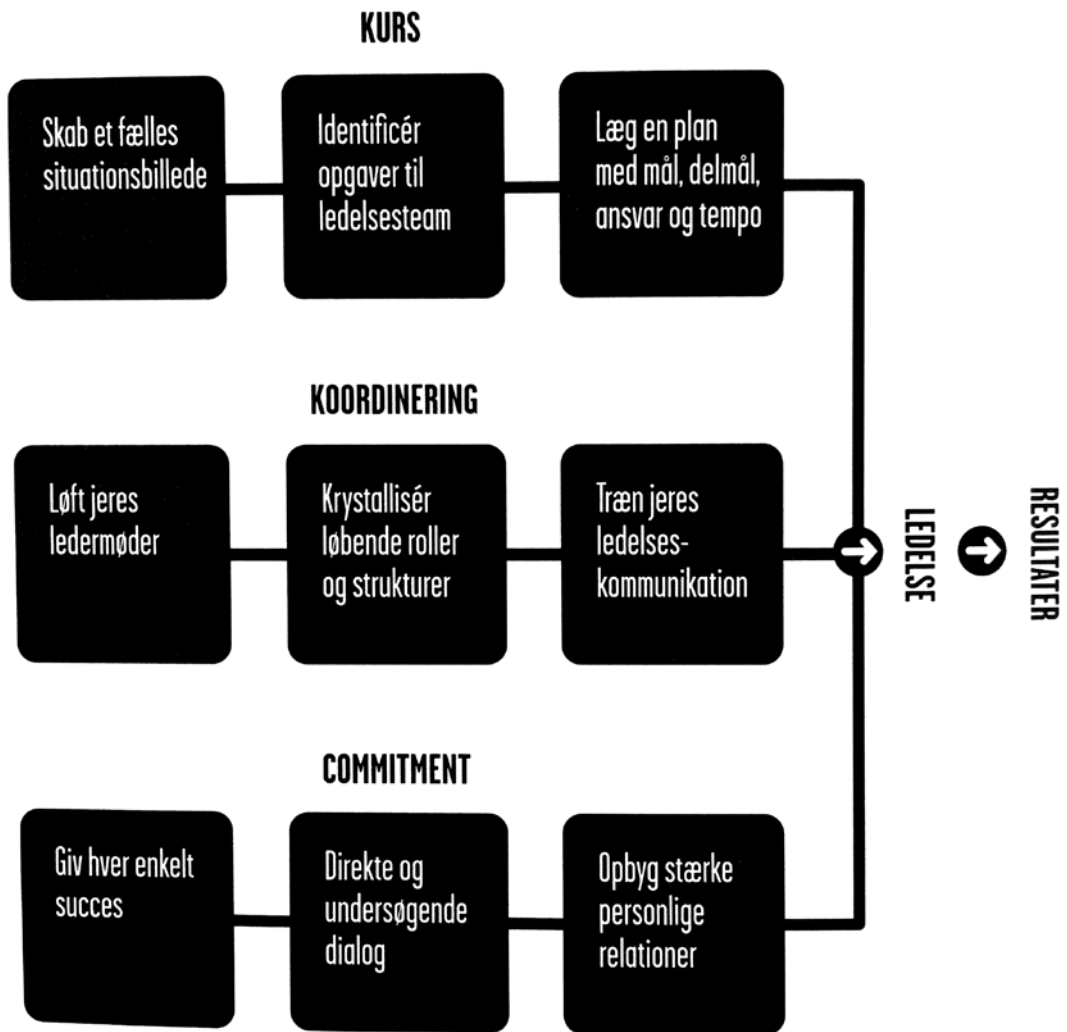 KURS
Skab et fælles
situationsbillede
Identificér
opgaver til
ledelsesteam
Læg en plan
med mål, delmål,
ansvar og tempo
KOORDINERING
Løft jeres
ledermøder
Krystallisér
løbende roller
og strukturer
Træn jeres
ledelses-
kommunikation
LEDELSE
RESULTATER
COMMITMENT
Giv hver enkelt
succes
Direkte og
undersøgende
dialog
Opbyg stærke
personlige
relationer